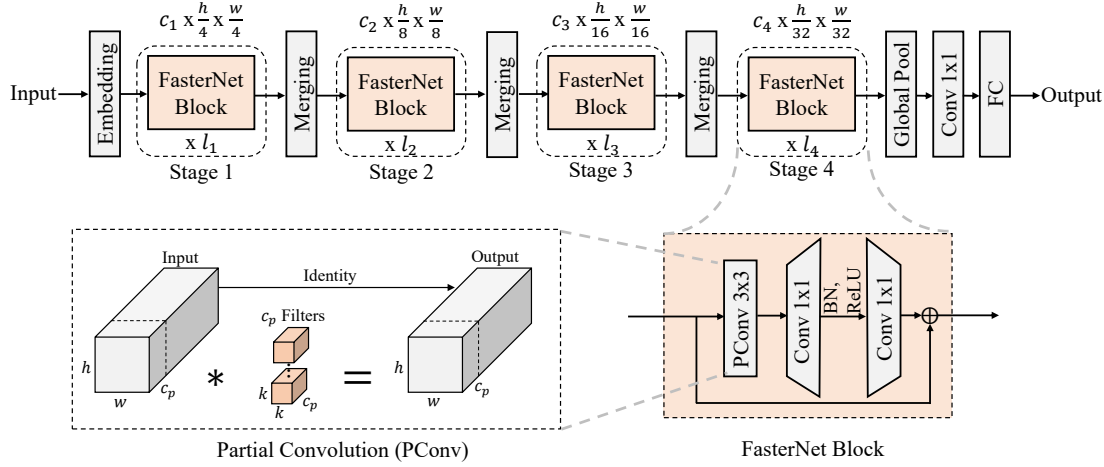 c₁ x h/4 x w/4
c₂ x h/8 x w/8
c₃ x h/16 x w/16
c₄ x h/32 x w/32
Input
Embedding
FasterNet
Block
x l₁
Stage 1
Merging
FasterNet
Block
x l₂
Stage 2
Merging
FasterNet
Block
x l₃
Stage 3
Merging
FasterNet
Block
x l₄
Stage 4
Global Pool
Conv 1x1
FC
Output
Input
Identity
Output
cₚ Filters
h
w
cₚ
*
k
k
cₚ
=
h
w
cₚ
Partial Convolution (PConv)
PConv 3x3
Conv 1x1
BN,
ReLU
Conv 1x1
FasterNet Block